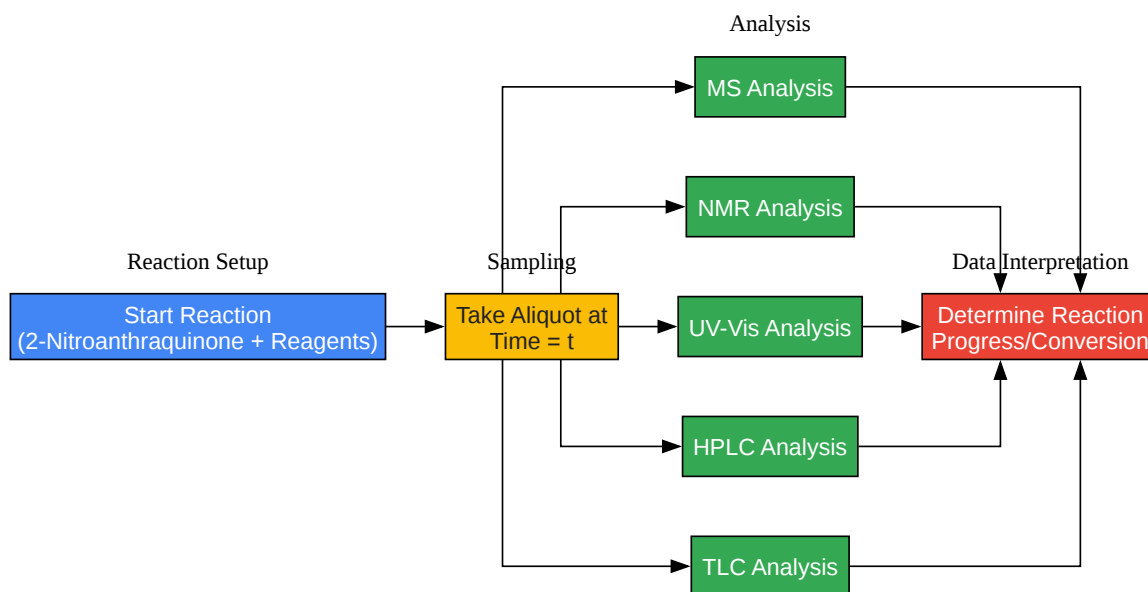 Analysis
MS Analysis
NMR Analysis
Reaction Setup
Sampling
Data Interpretation
Start Reaction
(2-Nitroanthraquinone + Reagents)
Take Aliquot at
Time = t
UV-Vis Analysis
Determine Reaction
Progress/Conversion
HPLC Analysis
TLC Analysis